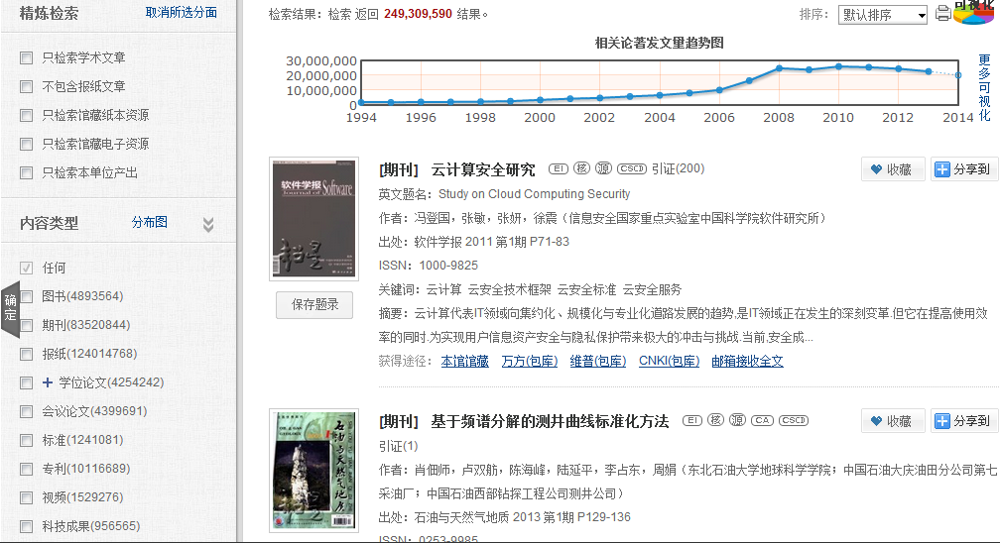 精炼检索 取消所选分面
只检索学术文章
不包含报纸文章
只检索馆藏纸本资源
只检索馆藏电子资源
只检索本单位产出
内容类型 分布图
任何
图书(4893564)
期刊(83520844)
报纸(124014768)
学位论文(4254242)
会议论文(4399691)
标准(1241081)
专利(10116689)
视频(1529276)
科技成果(956565)
确定
检索结果：检索 返回 249,309,590 结果。
排序： 默认排序
可视化
相关论著发文量趋势图
30,000,000
20,000,000
10,000,000
0
1994 1996 1998 2000 2002 2004 2006 2008 2010 2012 2014
更多可视化
软件学报
Journal of Software
保存题录
[期刊] 云计算安全研究 EI 核 源 CSCD 引证(200)
收藏 分享到
英文题名：Study on Cloud Computing Security
作者：冯登国，张敏，张妍，徐震（信息安全国家重点实验室中国科学院软件研究所）
出处：软件学报 2011 第1期 P71-83
ISSN：1000-9825
关键词：云计算 云安全技术框架 云安全标准 云安全服务
摘要：云计算代表IT领域向集约化、规模化与专业化道路发展的趋势,是IT领域正在发生的深刻变革.但它在提高使用效
率的同时.为实现用户信息资产安全与隐私保护带来极大的冲击与挑战.当前,安全成...
获得途径： 本馆馆藏 万方(包库) 维普(包库) CNKI(包库) 邮箱接收全文
石油与天然气地质
[期刊] 基于频谱分解的测井曲线标准化方法 EI 核 源 CA CSCD
收藏 分享到
引证(1)
作者：肖佃师，卢双舫，陈海峰，陆延平，李占东，周娟（东北石油大学地球科学学院；中国石油大庆油田分公司第七
采油厂；中国石油西部钻探工程公司测井公司）
出处：石油与天然气地质 2013 第1期 P129-136
ISSN：0253-9985